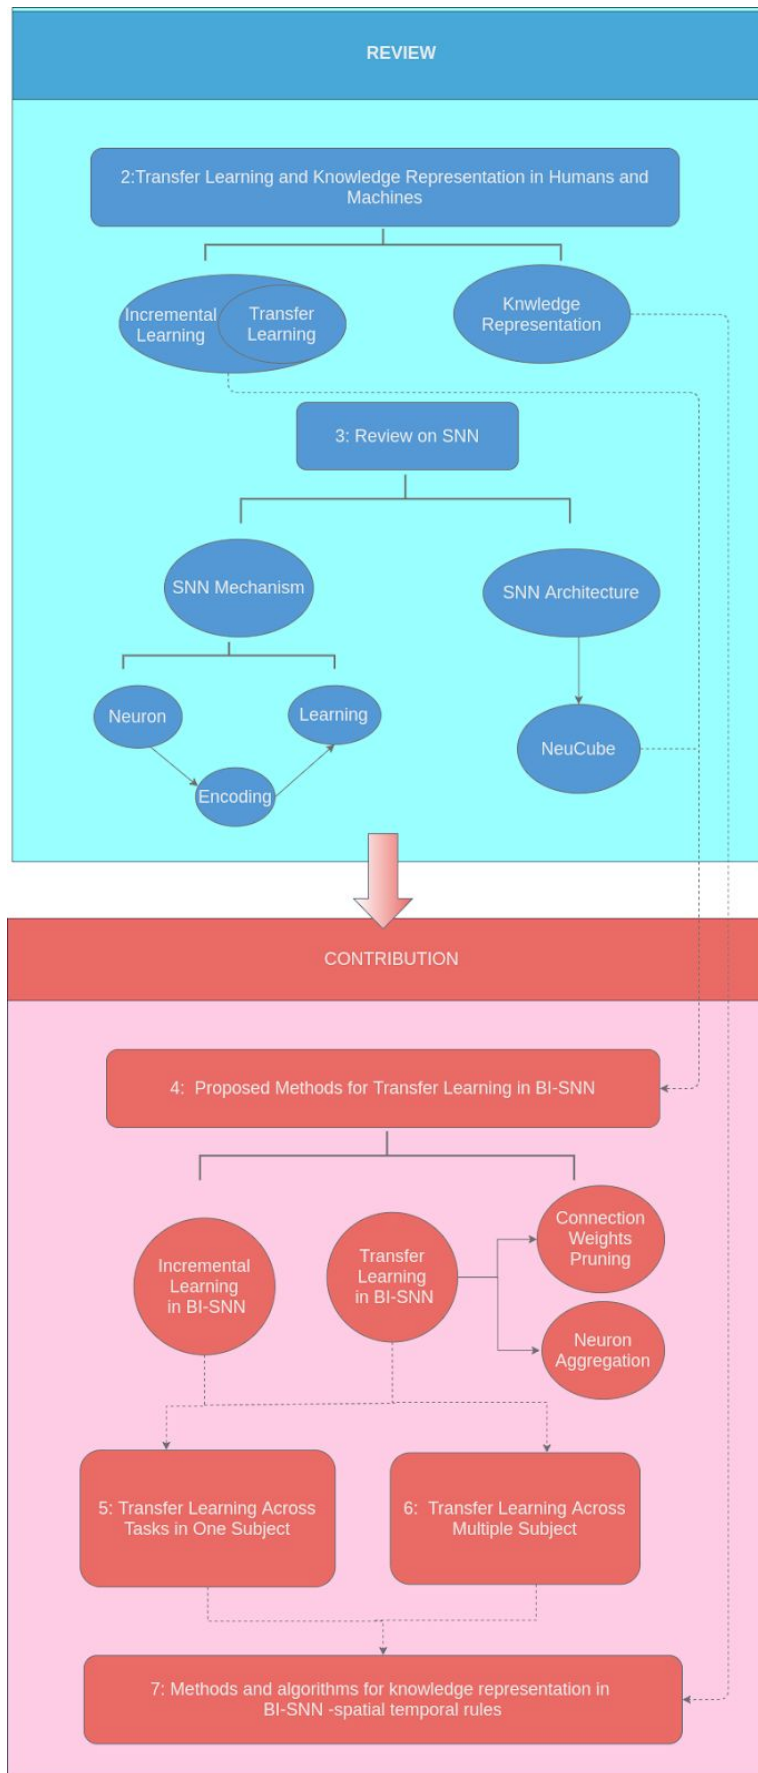 REVIEW
2:Transfer Learning and Knowledge Representation in Humans and
Machines
Incremental
Learning
Transfer
Learning
Knwledge
Representation
3: Review on SNN
SNN Mechanism
SNN Architecture
Neuron
Learning
Encoding
NeuCube
CONTRIBUTION
4:  Proposed Methods for Transfer Learning in BI-SNN
Incremental
Learning
in BI-SNN
Transfer
Learning
in BI-SNN
Connection
Weights
Pruning
Neuron
Aggregation
5: Transfer Learning Across
Tasks in One Subject
6:  Transfer Learning Across
Multiple Subject
7: Methods and algorithms for knowledge representation in
BI-SNN -spatial temporal rules